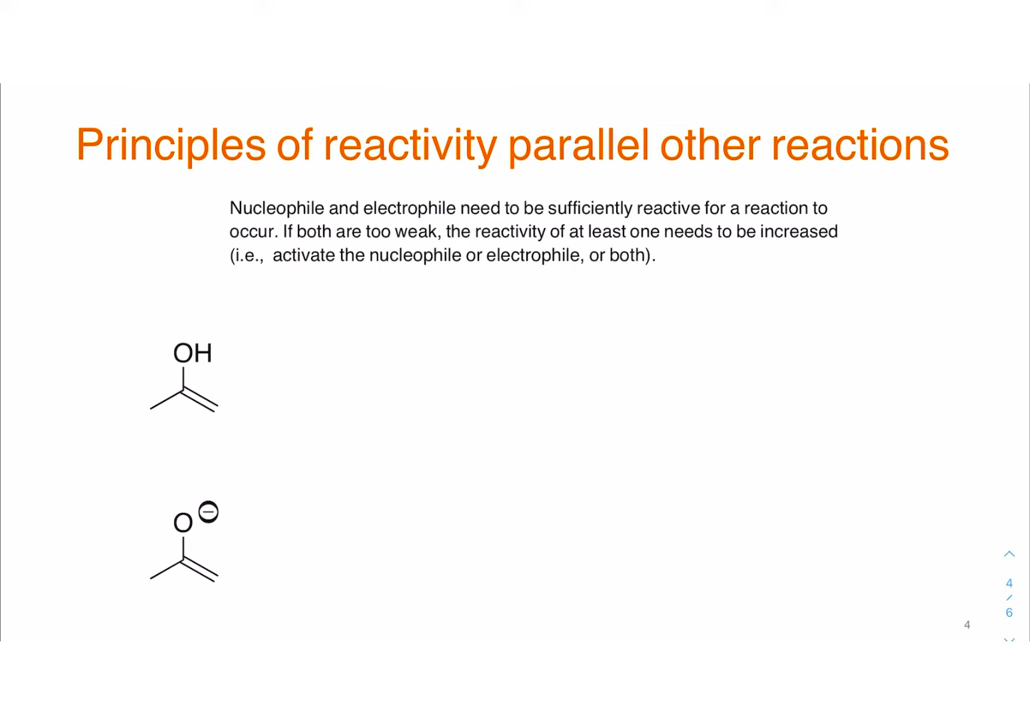 Principles of reactivity parallel other reactions
Nucleophile and electrophile need to be sufficiently reactive for a reaction to
occur. If both are too weak, the reactivity of at least one needs to be increased
(i.e., activate the nucleophile or electrophile, or both).
OH
O⊖
4
/
6
4